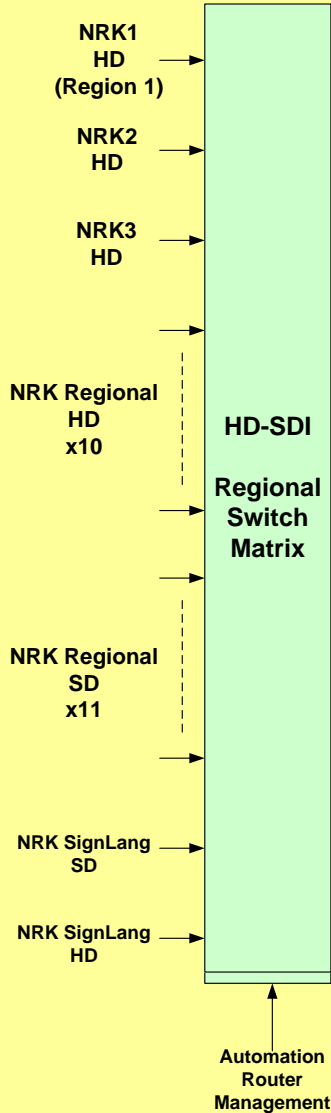 NRK1
HD
(Region 1)
NRK2
HD
NRK3
HD
NRK Regional
HD
x10
HD-SDI
Regional
Switch
Matrix
NRK Regional
SD
x11
NRK SignLang
SD
NRK SignLang
HD
Automation
Router
Management